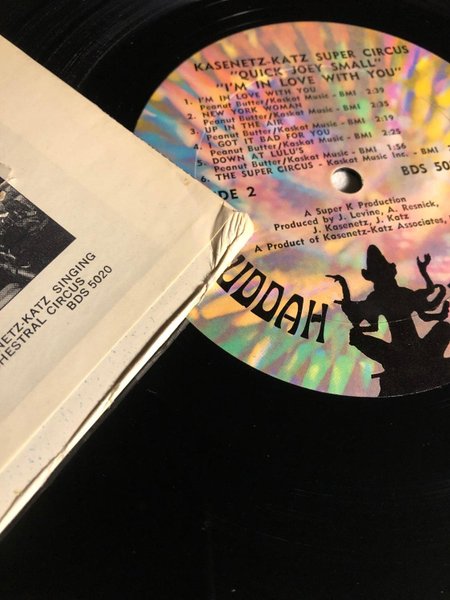 KASENETZ-KATZ SUPER CIRCUS
"QUICK JOEY SMALL"
"I'M IN LOVE WITH YOU"
1. I'M IN LOVE WITH YOU
Peanut Butter/Kaskat Music - BMI 2:39
2. NEW YORK WOMAN
Peanut Butter/Kaskat Music - BMI
3. UP IN THE AIR
Peanut Butter/Kaskat Music - BMI 2:39
4. I GOT IT BAD FOR YOU
Peanut Butter/Kaskat Music - BMI 2:25
5. DOWN AT LULU'S
Peanut Butter/Kaskat Music - BMI 1:56
6. THE SUPER CIRCUS - Kaskat Music Inc. - BMI
DE 2
BDS 502
A Super K Production
Produced by J. Levine, A. Resnick,
J. Kasenetz, J. Katz
A Product of Kasenetz-Katz Associates,
UDDAH
NETZ-KATZ SINGING
HESTRAL CIRCUS
BDS 5020